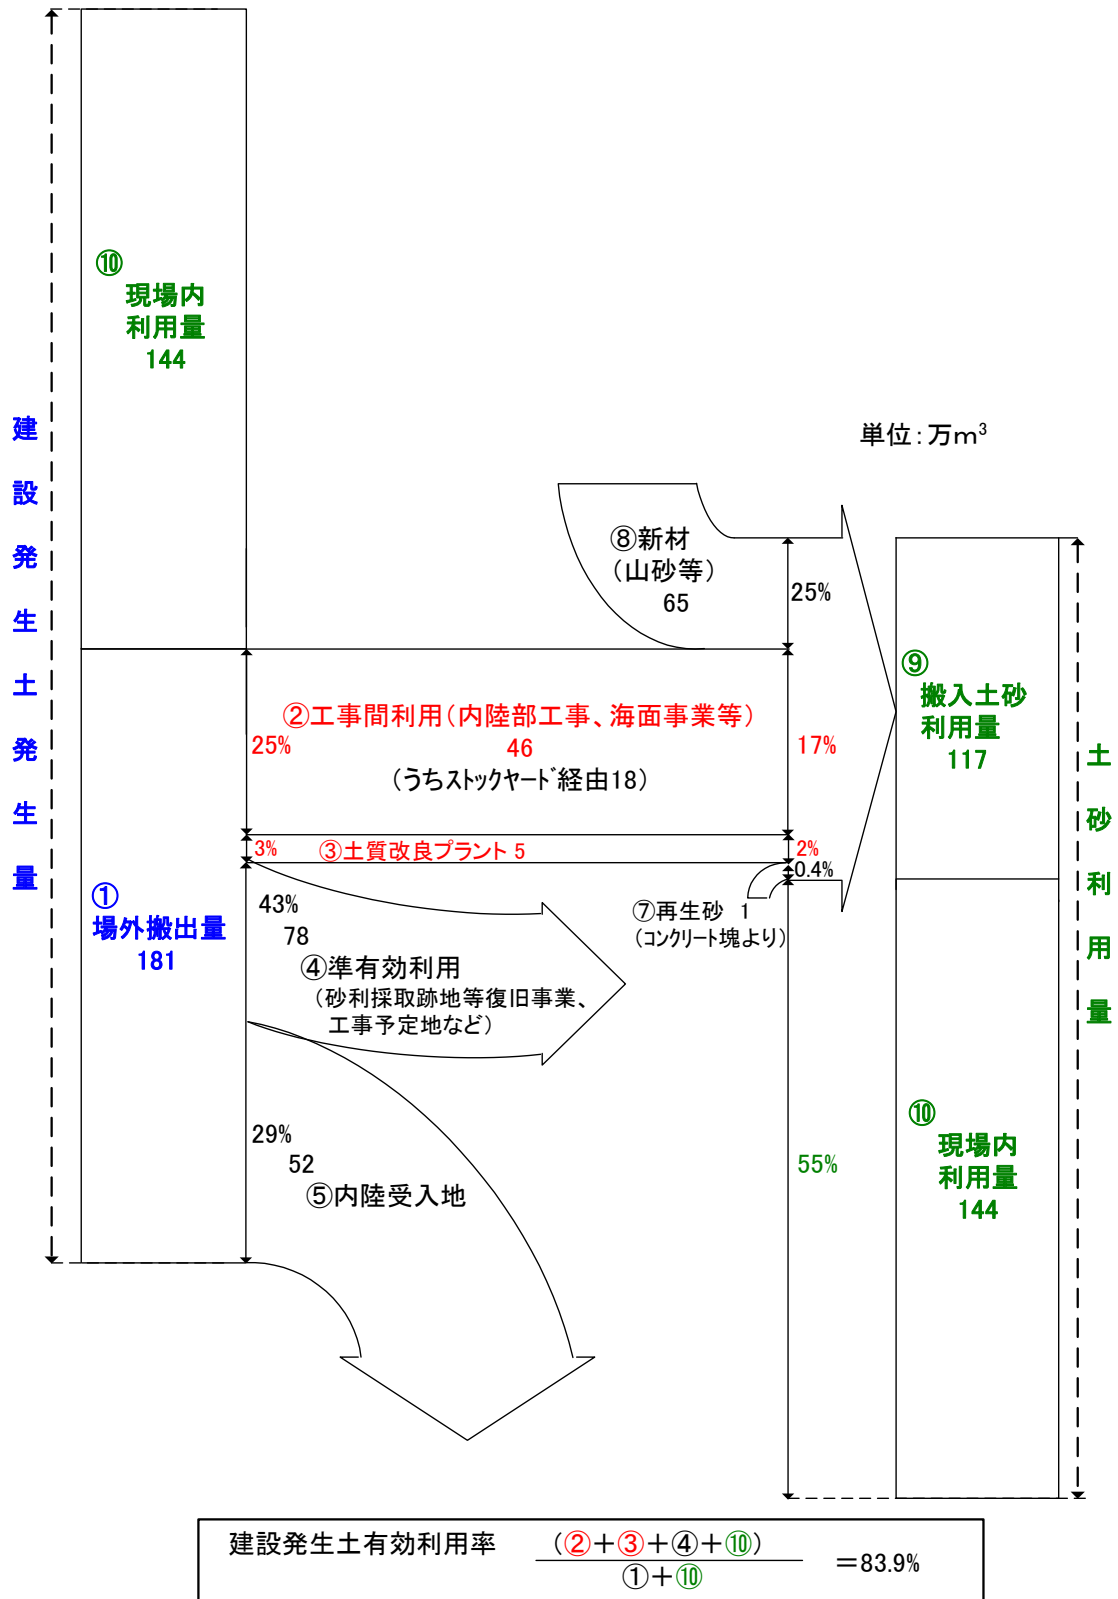 建設発生土発生量
⑩
現場内
利用量
144
単位：万m³
⑧新材
（山砂等）
65
25%
②工事間利用（内陸部工事、海面事業等）
46
（うちストックヤード経由18）
25%
17%
⑨
搬入土砂
利用量
117
土砂利用量
3%
③土質改良プラント 5
2%
0.4%
①
場外搬出量
181
43%
78
④準有効利用
（砂利採取跡地等復旧事業、
工事予定地など）
⑦再生砂 1
（コンクリート塊より）
29%
52
⑤内陸受入地
55%
⑩
現場内
利用量
144
建設発生土有効利用率 （②＋③＋④＋⑩）
①＋⑩
＝83.9%